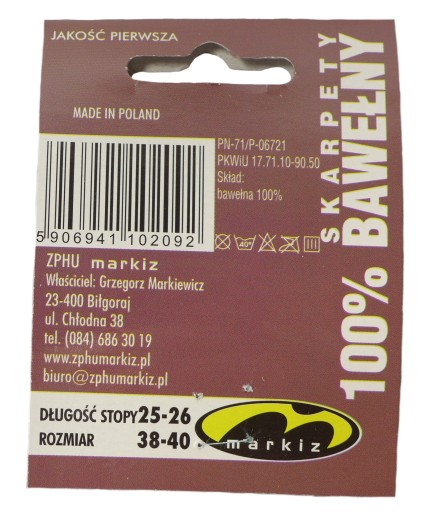 JAKOŚĆ PIERWSZA
MADE IN POLAND
5 906941 102092
PN-71/P-06721
PKWiU 17.71.10-90.50
Skład:
bawełna 100%
40°
ZPHU markiz
Właściciel: Grzegorz Markiewicz
23-400 Biłgoraj
ul. Chłodna 38
tel. (084) 686 30 19
www.zphumarkiz.pl
biuro@zphumarkiz.pl
DŁUGOŚĆ STOPY 25-26
ROZMIAR 38-40
markiz
SKARPETY
100% BAWEŁNY